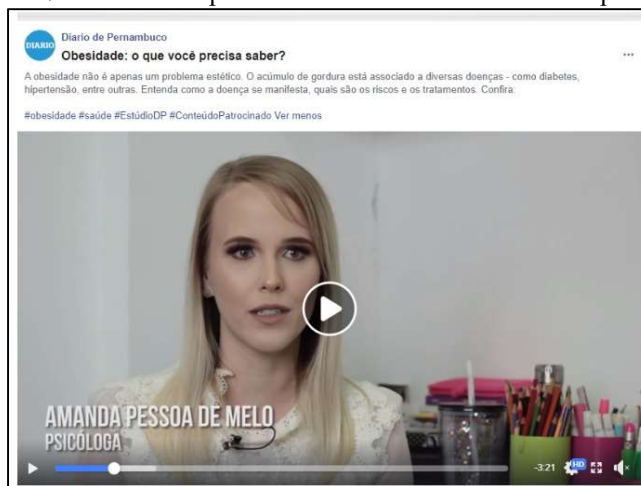 DIARIO
Diario de Pernambuco
Obesidade: o que você precisa saber?
A obesidade não é apenas um problema estético. O acúmulo de gordura está associado a diversas doenças - como diabetes,
hipertensão, entre outras. Entenda como a doença se manifesta, quais são os riscos e os tratamentos. Confira:
#obesidade #saúde #EstúdioDP #ConteúdoPatrocinado Ver menos
AMANDA PESSOA DE MELO
PSICÓLOGA
-3:21 HD